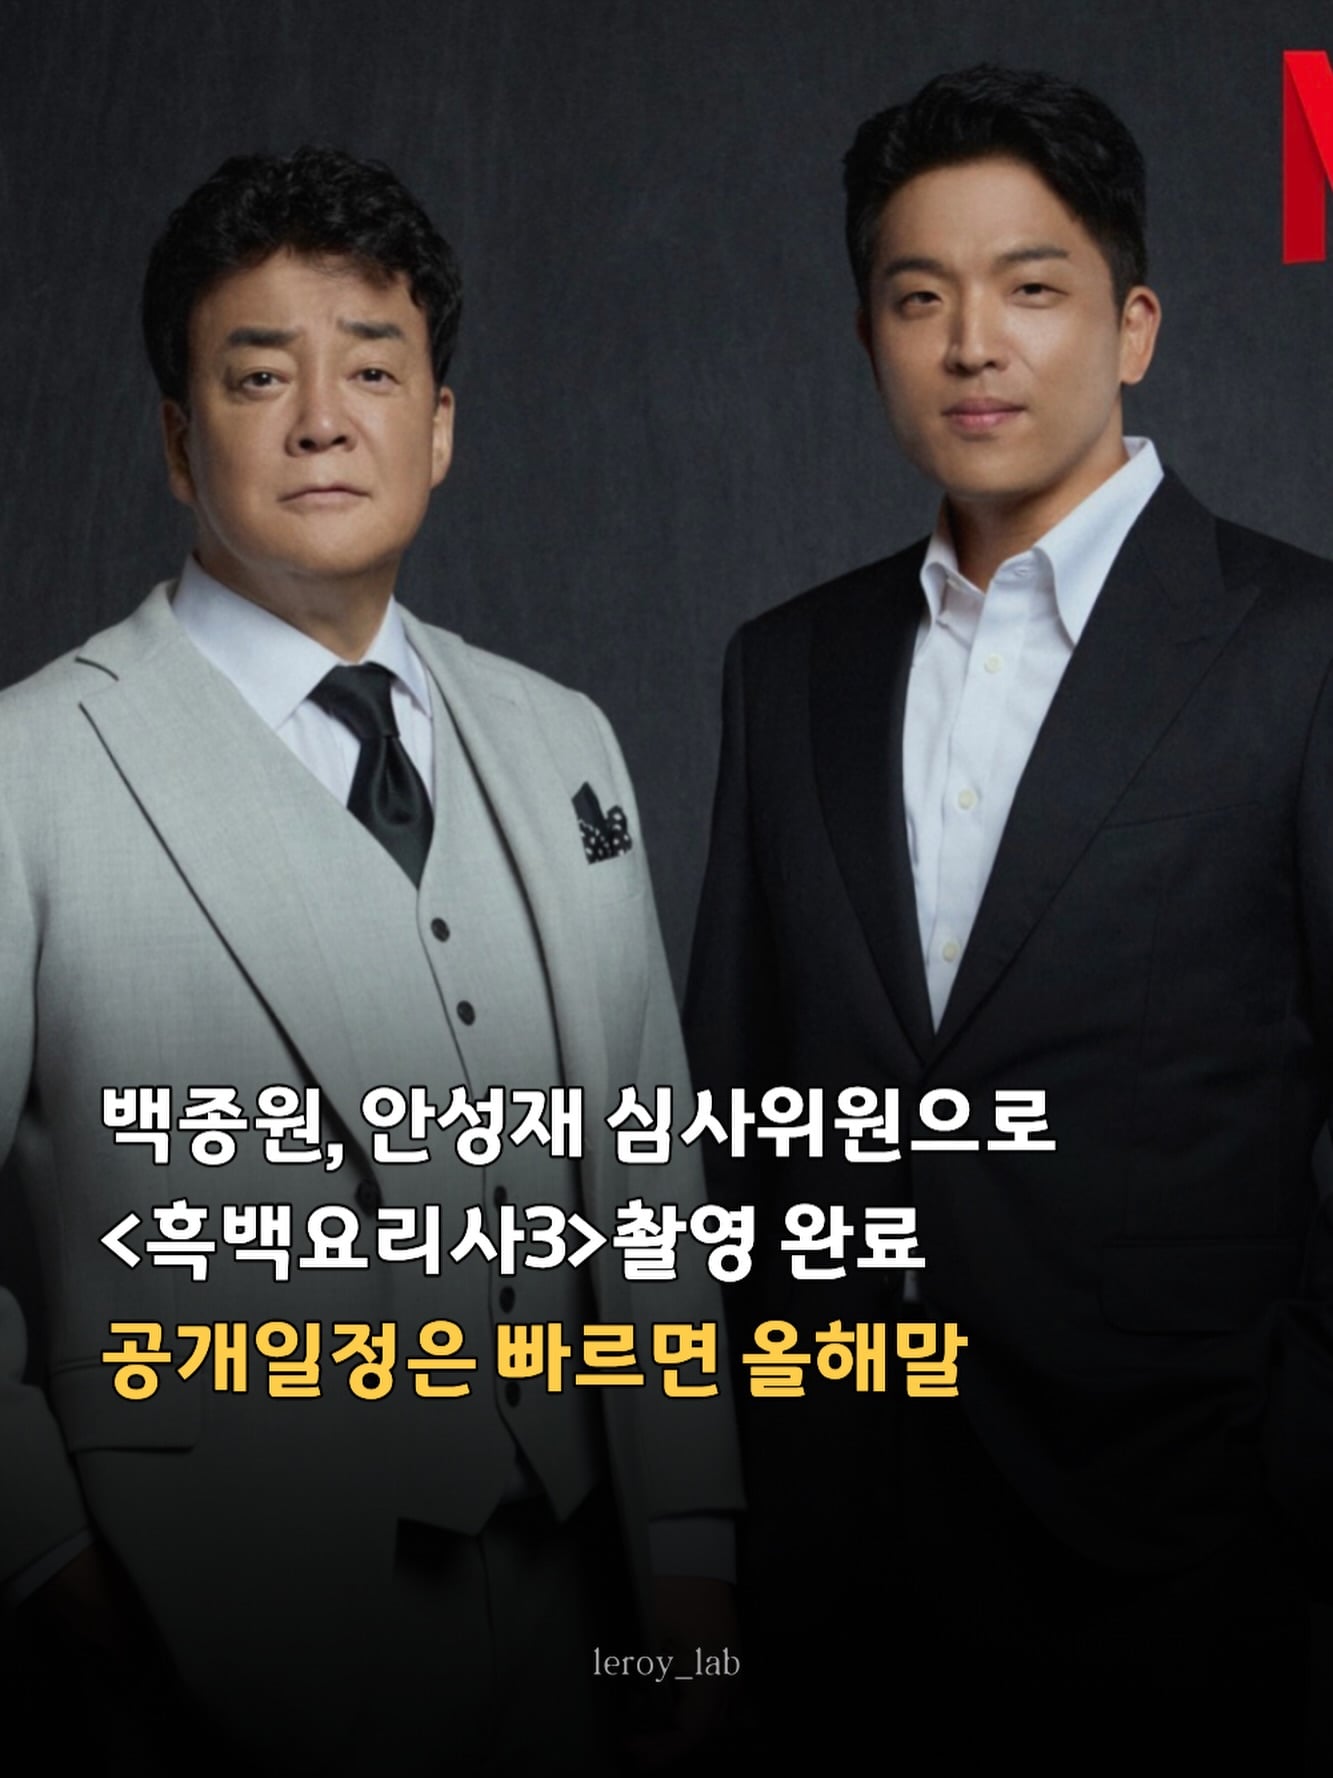 백종원, 안성재 심사위원으로
<흑백요리사3>촬영 완료
공개일정은 빠르면 올해말
leroy_lab